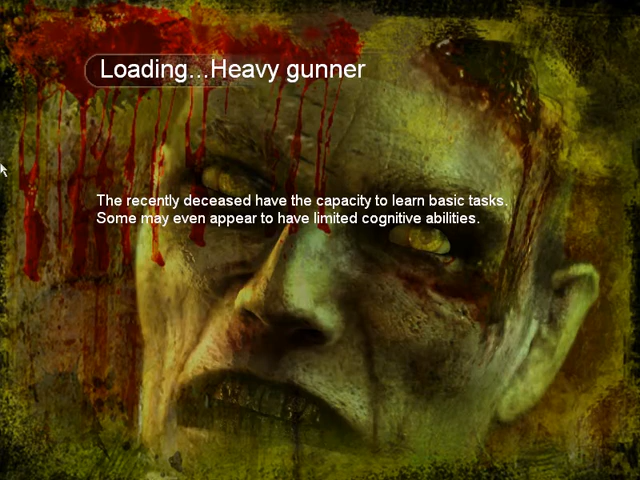 Loading...Heavy gunner
The recently deceased have the capacity to learn basic tasks.
Some may even appear to have limited cognitive abilities.